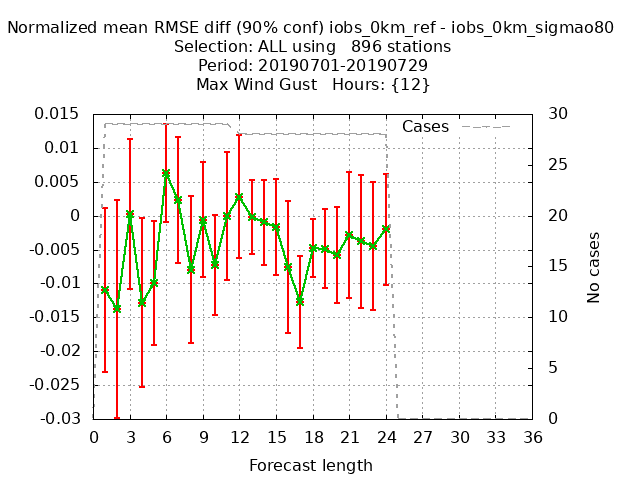 Normalized mean RMSE diff (90% conf) iobs_0km_ref - iobs_0km_sigmao80
Selection: ALL using   896 stations
Period: 20190701-20190729
Max Wind Gust   Hours: {12}
Cases
0.015
0.01
0.005
0
-0.005
-0.01
-0.015
-0.02
-0.025
-0.03
30
25
20
15
10
5
0
No cases
0 3 6 9 12 15 18 21 24 27 30 33 36
Forecast length